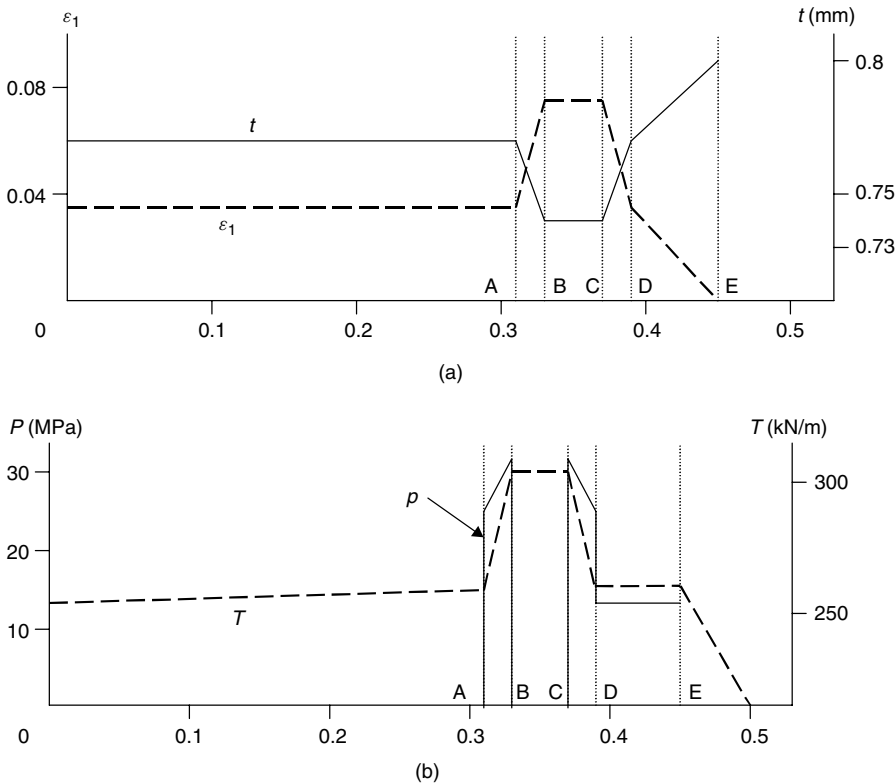 ε1 t (mm)
0.08 0.8
t
0.04 0.75
ε1 0.73
A B C D E
0 0.1 0.2 0.3 0.4 0.5
(a)
P (MPa) T (kN/m)
30 300
p
20
T
10 250
A B C D E
0 0.1 0.2 0.3 0.4 0.5
(b)